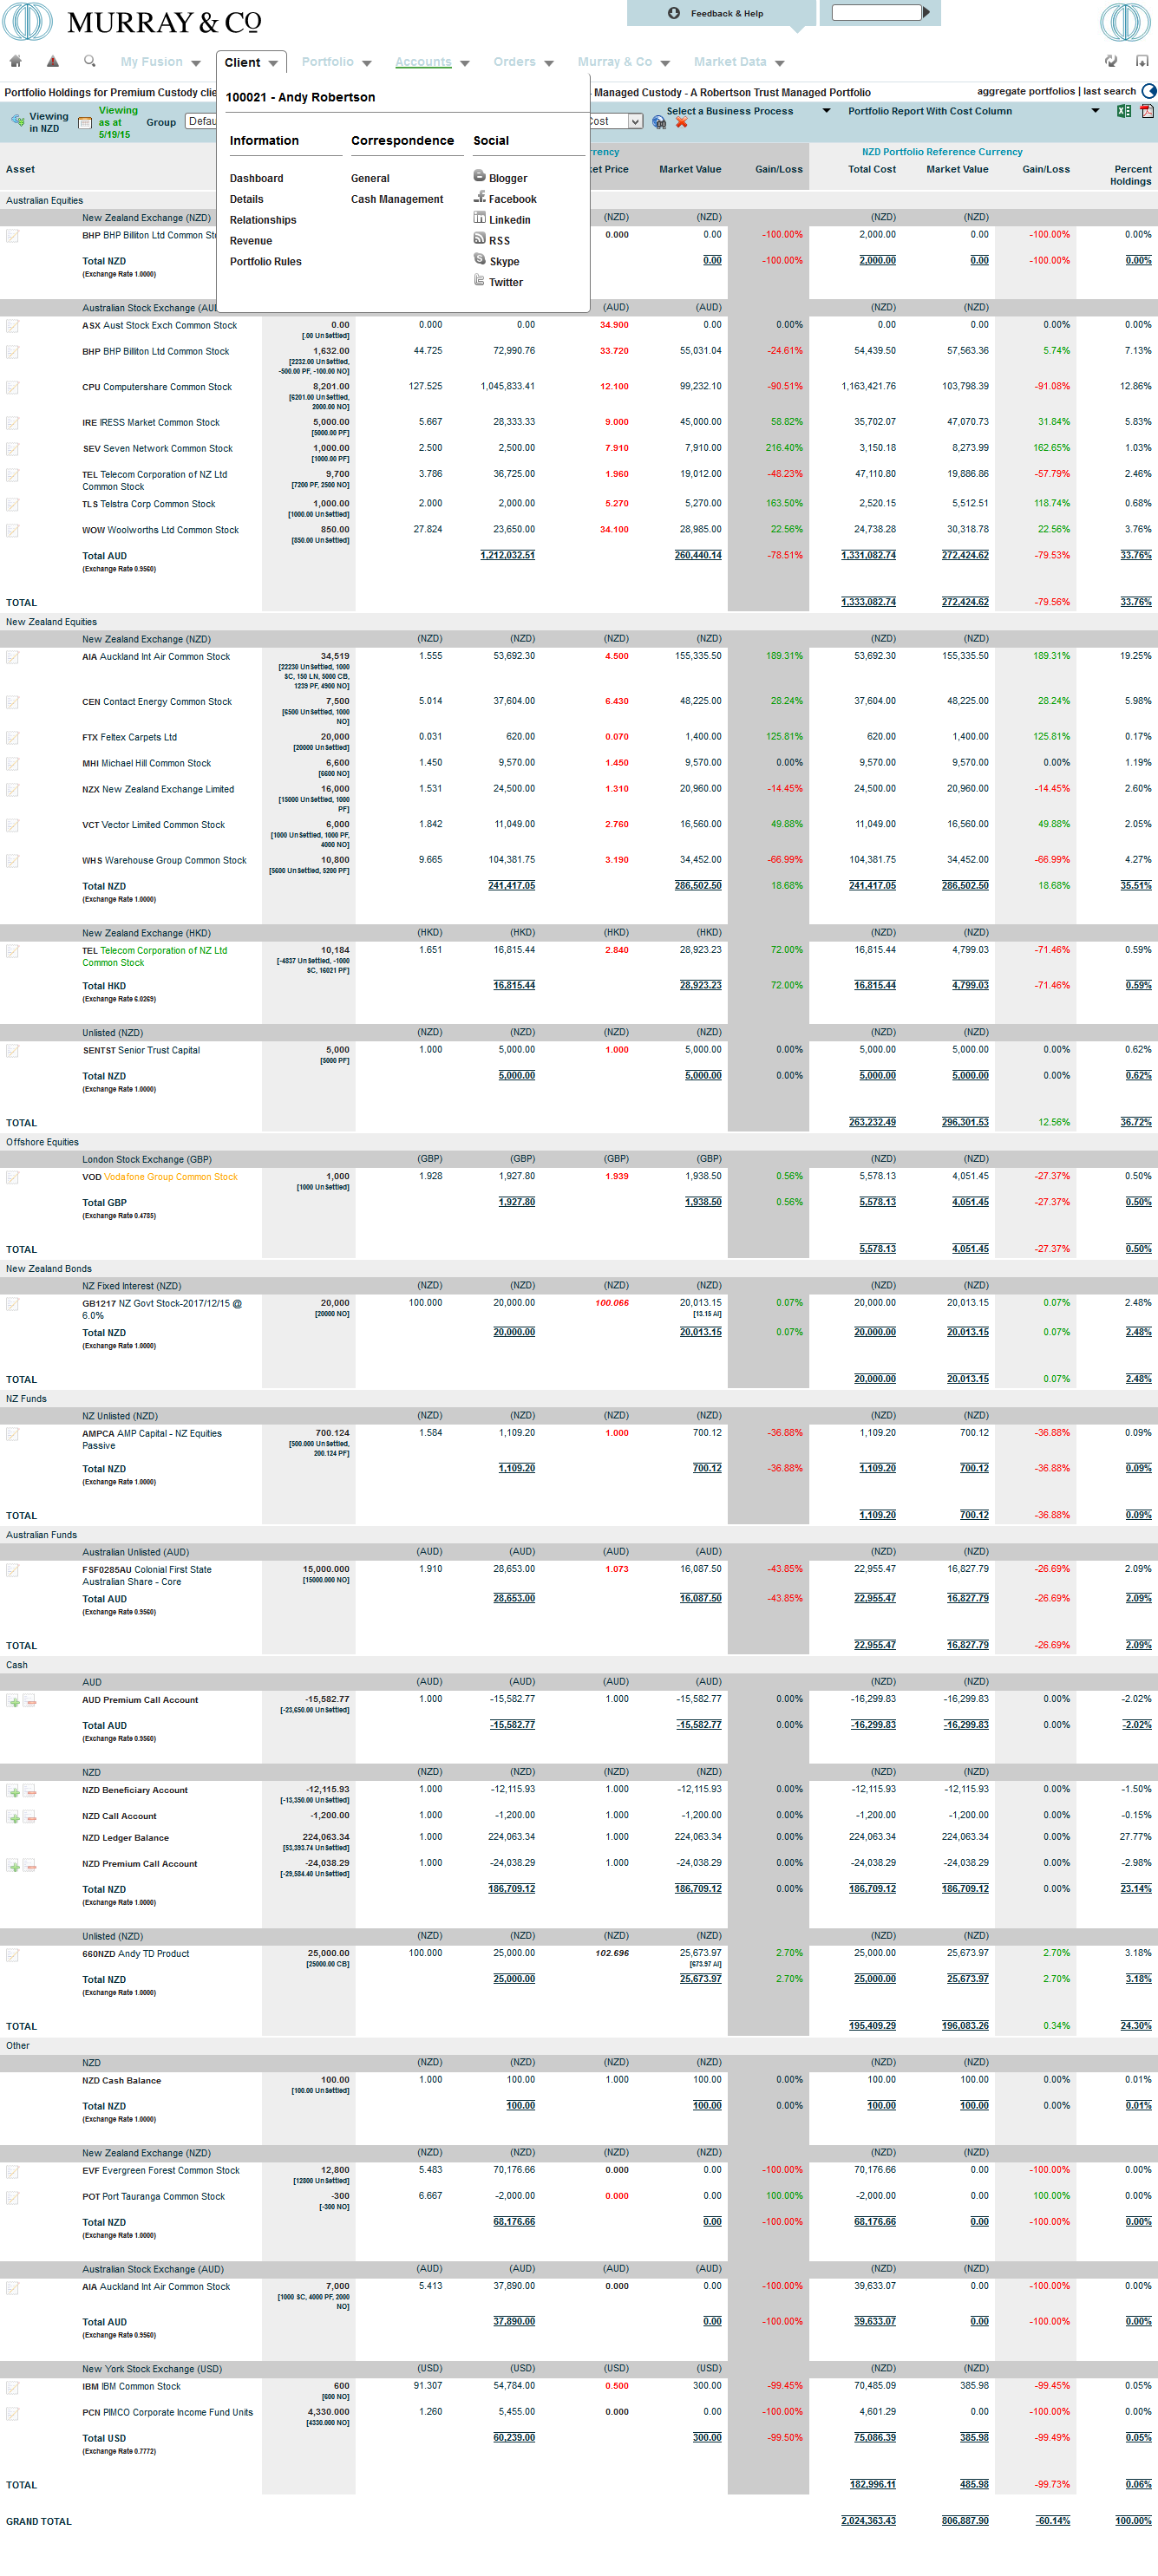 MURRAY & CO
Feedback & Help
My Fusion Client Portfolio Accounts Orders Murray & Co Market Data
Portfolio Holdings for Premium Custody clie - Managed Custody - A Robertson Trust Managed Portfolio aggregate portfolios | last search
100021 - Andy Robertson
Viewing in NZD Viewing as at 5/19/15 Group Defau Cost Select a Business Process Portfolio Report With Cost Column
Information Correspondence Social
Dashboard General Blogger
Details Cash Management Facebook
Relationships Linkedin
Revenue RSS
Portfolio Rules Skype
Twitter
rrency NZD Portfolio Reference Currency
Asset ket Price Market Value Gain/Loss Total Cost Market Value Gain/Loss Percent Holdings
Australian Equities
New Zealand Exchange (NZD) (NZD) (NZD) (NZD) (NZD)
BHP BHP Billiton Ltd Common Sto 0.000 0.00 -100.00% 2,000.00 0.00 -100.00% 0.00%
Total NZD 0.00 -100.00% 2,000.00 0.00 -100.00% 0.00%
(Exchange Rate 1.0000)
Australian Stock Exchange (AU (AUD) (AUD) (NZD) (NZD)
ASX Aust Stock Exch Common Stock 0.00 0.000 0.00 34.900 0.00 0.00% 0.00 0.00 0.00% 0.00%
[.00 UnSettled]
BHP BHP Billiton Ltd Common Stock 1,632.00 44.725 72,990.76 33.720 55,031.04 -24.61% 54,439.50 57,563.36 5.74% 7.13%
[2232.00 UnSettled,
-500.00 PF, -100.00 NO]
CPU Computershare Common Stock 8,201.00 127.525 1,045,833.41 12.100 99,232.10 -90.51% 1,163,421.76 103,798.39 -91.08% 12.86%
[6201.00 UnSettled,
2000.00 NO]
IRE IRESS Market Common Stock 5,000.00 5.667 28,333.33 9.000 45,000.00 58.82% 35,702.07 47,070.73 31.84% 5.83%
[5000.00 PF]
SEV Seven Network Common Stock 1,000.00 2.500 2,500.00 7.910 7,910.00 216.40% 3,150.18 8,273.99 162.65% 1.03%
[1000.00 PF]
TEL Telecom Corporation of NZ Ltd 9,700 3.786 36,725.00 1.960 19,012.00 -48.23% 47,110.80 19,886.86 -57.79% 2.46%
Common Stock [7200 PF, 2500 NO]
TLS Telstra Corp Common Stock 1,000.00 2.000 2,000.00 5.270 5,270.00 163.50% 2,520.15 5,512.51 118.74% 0.68%
[1000.00 UnSettled]
WOW Woolworths Ltd Common Stock 850.00 27.824 23,650.00 34.100 28,985.00 22.56% 24,738.28 30,318.78 22.56% 3.76%
[850.00 UnSettled]
Total AUD 1,212,032.51 260,440.14 -78.51% 1,331,082.74 272,424.62 -79.53% 33.76%
(Exchange Rate 0.9560)
TOTAL 1,333,082.74 272,424.62 -79.56% 33.76%
New Zealand Equities
New Zealand Exchange (NZD) (NZD) (NZD) (NZD) (NZD) (NZD) (NZD)
AIA Auckland Int Air Common Stock 34,519 1.555 53,692.30 4.500 155,335.50 189.31% 53,692.30 155,335.50 189.31% 19.25%
[22230 UnSettled, 1000
SC, 150 LN, 5000 CB,
1239 PF, 4900 NO]
CEN Contact Energy Common Stock 7,500 5.014 37,604.00 6.430 48,225.00 28.24% 37,604.00 48,225.00 28.24% 5.98%
[6500 UnSettled, 1000
NO]
FTX Feltex Carpets Ltd 20,000 0.031 620.00 0.070 1,400.00 125.81% 620.00 1,400.00 125.81% 0.17%
[20000 UnSettled]
MHI Michael Hill Common Stock 6,600 1.450 9,570.00 1.450 9,570.00 0.00% 9,570.00 9,570.00 0.00% 1.19%
[6600 NO]
NZX New Zealand Exchange Limited 16,000 1.531 24,500.00 1.310 20,960.00 -14.45% 24,500.00 20,960.00 -14.45% 2.60%
[15000 UnSettled, 1000
PF]
VCT Vector Limited Common Stock 6,000 1.842 11,049.00 2.760 16,560.00 49.88% 11,049.00 16,560.00 49.88% 2.05%
[1000 UnSettled, 1000 PF,
4000 NO]
WHS Warehouse Group Common Stock 10,800 9.665 104,381.75 3.190 34,452.00 -66.99% 104,381.75 34,452.00 -66.99% 4.27%
[5600 UnSettled, 5200 PF]
Total NZD 241,417.05 286,502.50 18.68% 241,417.05 286,502.50 18.68% 35.51%
(Exchange Rate 1.0000)
New Zealand Exchange (HKD) (HKD) (HKD) (HKD) (HKD) (NZD) (NZD)
TEL Telecom Corporation of NZ Ltd 10,184 1.651 16,815.44 2.840 28,923.23 72.00% 16,815.44 4,799.03 -71.46% 0.59%
Common Stock [-4837 UnSettled, -1000
SC, 16021 PF]
Total HKD 16,815.44 28,923.23 72.00% 16,815.44 4,799.03 -71.46% 0.59%
(Exchange Rate 6.0269)
Unlisted (NZD) (NZD) (NZD) (NZD) (NZD) (NZD) (NZD)
SENTST Senior Trust Capital 5,000 1.000 5,000.00 1.000 5,000.00 0.00% 5,000.00 5,000.00 0.00% 0.62%
[5000 PF]
Total NZD 5,000.00 5,000.00 0.00% 5,000.00 5,000.00 0.00% 0.62%
(Exchange Rate 1.0000)
TOTAL 263,232.49 296,301.53 12.56% 36.72%
Offshore Equities
London Stock Exchange (GBP) (GBP) (GBP) (GBP) (GBP) (NZD) (NZD)
VOD Vodafone Group Common Stock 1,000 1.928 1,927.80 1.939 1,938.50 0.56% 5,578.13 4,051.45 -27.37% 0.50%
[1000 UnSettled]
Total GBP 1,927.80 1,938.50 0.56% 5,578.13 4,051.45 -27.37% 0.50%
(Exchange Rate 0.4785)
TOTAL 5,578.13 4,051.45 -27.37% 0.50%
New Zealand Bonds
NZ Fixed Interest (NZD) (NZD) (NZD) (NZD) (NZD) (NZD) (NZD)
GB1217 NZ Govt Stock-2017/12/15 @ 20,000 100.000 20,000.00 100.066 20,013.15 0.07% 20,000.00 20,013.15 0.07% 2.48%
6.0% [20000 NO] [13.15 AI]
Total NZD 20,000.00 20,013.15 0.07% 20,000.00 20,013.15 0.07% 2.48%
(Exchange Rate 1.0000)
TOTAL 20,000.00 20,013.15 0.07% 2.48%
NZ Funds
NZ Unlisted (NZD) (NZD) (NZD) (NZD) (NZD) (NZD) (NZD)
AMPCA AMP Capital - NZ Equities 700.124 1.584 1,109.20 1.000 700.12 -36.88% 1,109.20 700.12 -36.88% 0.09%
Passive [500.000 UnSettled,
200.124 PF]
Total NZD 1,109.20 700.12 -36.88% 1,109.20 700.12 -36.88% 0.09%
(Exchange Rate 1.0000)
TOTAL 1,109.20 700.12 -36.88% 0.09%
Australian Funds
Australian Unlisted (AUD) (AUD) (AUD) (AUD) (AUD) (NZD) (NZD)
FSF0285AU Colonial First State 15,000.000 1.910 28,653.00 1.073 16,087.50 -43.85% 22,955.47 16,827.79 -26.69% 2.09%
Australian Share - Core [15000.000 NO]
Total AUD 28,653.00 16,087.50 -43.85% 22,955.47 16,827.79 -26.69% 2.09%
(Exchange Rate 0.9560)
TOTAL 22,955.47 16,827.79 -26.69% 2.09%
Cash
AUD (AUD) (AUD) (AUD) (AUD) (NZD) (NZD)
AUD Premium Call Account -15,582.77 1.000 -15,582.77 1.000 -15,582.77 0.00% -16,299.83 -16,299.83 0.00% -2.02%
[-23,650.00 UnSettled]
Total AUD -15,582.77 -15,582.77 0.00% -16,299.83 -16,299.83 0.00% -2.02%
(Exchange Rate 0.9560)
NZD (NZD) (NZD) (NZD) (NZD) (NZD) (NZD)
NZD Beneficiary Account -12,115.93 1.000 -12,115.93 1.000 -12,115.93 0.00% -12,115.93 -12,115.93 0.00% -1.50%
[-13,350.00 UnSettled]
NZD Call Account -1,200.00 1.000 -1,200.00 1.000 -1,200.00 0.00% -1,200.00 -1,200.00 0.00% -0.15%
NZD Ledger Balance 224,063.34 1.000 224,063.34 1.000 224,063.34 0.00% 224,063.34 224,063.34 0.00% 27.77%
[53,393.74 UnSettled]
NZD Premium Call Account -24,038.29 1.000 -24,038.29 1.000 -24,038.29 0.00% -24,038.29 -24,038.29 0.00% -2.98%
[-29,584.40 UnSettled]
Total NZD 186,709.12 186,709.12 0.00% 186,709.12 186,709.12 0.00% 23.14%
(Exchange Rate 1.0000)
Unlisted (NZD) (NZD) (NZD) (NZD) (NZD) (NZD) (NZD)
660NZD Andy TD Product 25,000.00 100.000 25,000.00 102.696 25,673.97 2.70% 25,000.00 25,673.97 2.70% 3.18%
[25000.00 CB] [673.97 AI]
Total NZD 25,000.00 25,673.97 2.70% 25,000.00 25,673.97 2.70% 3.18%
(Exchange Rate 1.0000)
TOTAL 195,409.29 196,083.26 0.34% 24.30%
Other
NZD (NZD) (NZD) (NZD) (NZD) (NZD) (NZD)
NZD Cash Balance 100.00 1.000 100.00 1.000 100.00 0.00% 100.00 100.00 0.00% 0.01%
[100.00 UnSettled]
Total NZD 100.00 100.00 0.00% 100.00 100.00 0.00% 0.01%
(Exchange Rate 1.0000)
New Zealand Exchange (NZD) (NZD) (NZD) (NZD) (NZD) (NZD) (NZD)
EVF Evergreen Forest Common Stock 12,800 5.483 70,176.66 0.000 0.00 -100.00% 70,176.66 0.00 -100.00% 0.00%
[12800 UnSettled]
POT Port Tauranga Common Stock -300 6.667 -2,000.00 0.000 0.00 100.00% -2,000.00 0.00 100.00% 0.00%
[-300 NO]
Total NZD 68,176.66 0.00 -100.00% 68,176.66 0.00 -100.00% 0.00%
(Exchange Rate 1.0000)
Australian Stock Exchange (AUD) (AUD) (AUD) (AUD) (AUD) (NZD) (NZD)
AIA Auckland Int Air Common Stock 7,000 5.413 37,890.00 0.000 0.00 -100.00% 39,633.07 0.00 -100.00% 0.00%
[1000 SC, 4000 PF, 2000
NO]
Total AUD 37,890.00 0.00 -100.00% 39,633.07 0.00 -100.00% 0.00%
(Exchange Rate 0.9560)
New York Stock Exchange (USD) (USD) (USD) (USD) (USD) (NZD) (NZD)
IBM IBM Common Stock 600 91.307 54,784.00 0.500 300.00 -99.45% 70,485.09 385.98 -99.45% 0.05%
[600 NO]
PCN PIMCO Corporate Income Fund Units 4,330.000 1.260 5,455.00 0.000 0.00 -100.00% 4,601.29 0.00 -100.00% 0.00%
[4330.000 NO]
Total USD 60,239.00 300.00 -99.50% 75,086.39 385.98 -99.49% 0.05%
(Exchange Rate 0.7772)
TOTAL 182,996.11 485.98 -99.73% 0.06%
GRAND TOTAL 2,024,363.43 806,887.90 -60.14% 100.00%